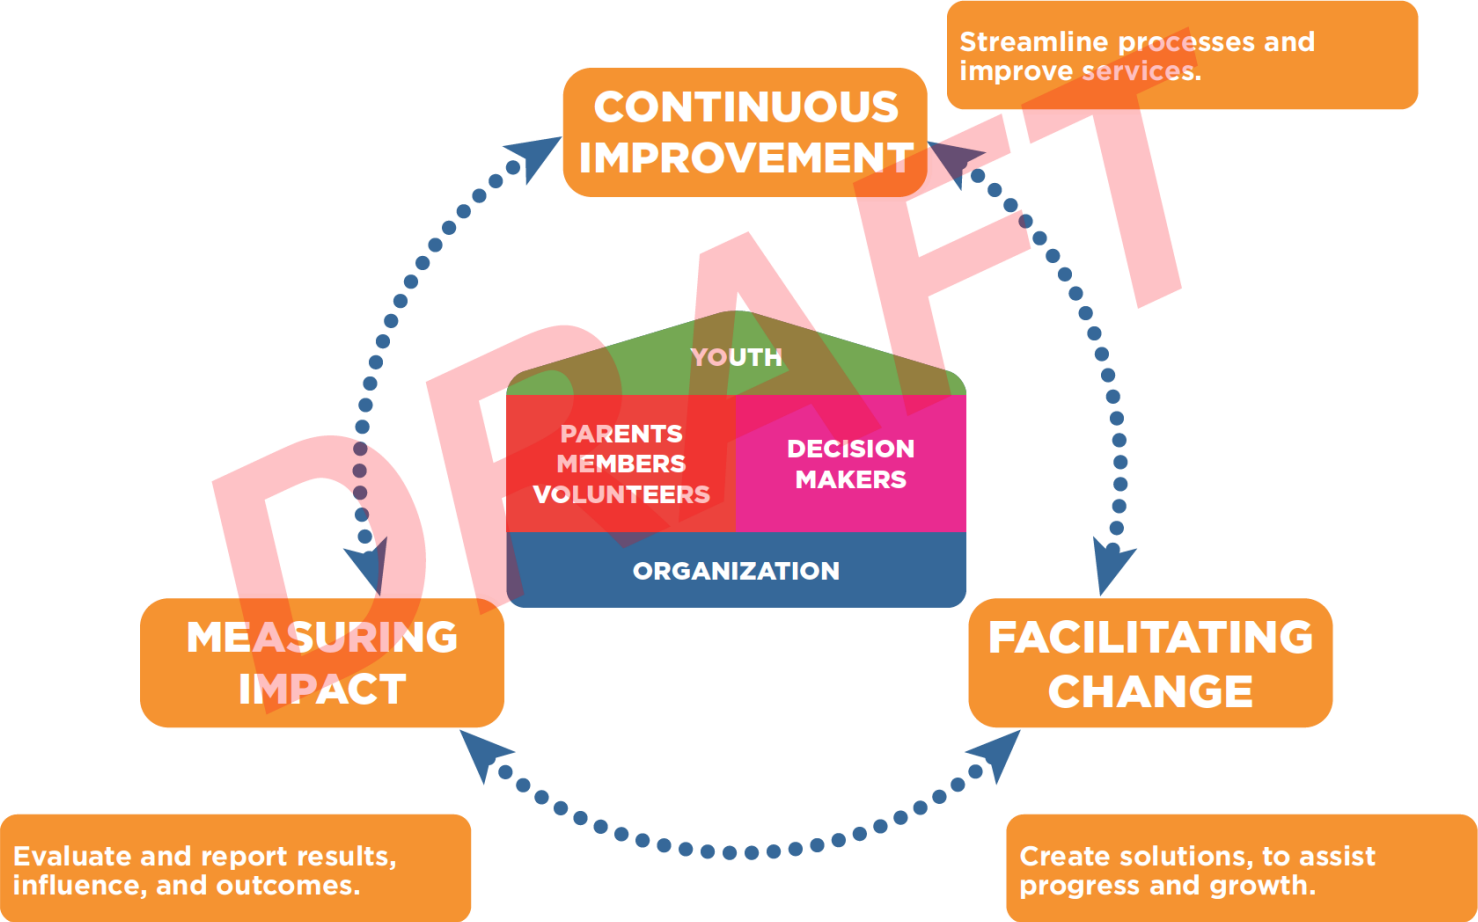 Streamline processes and
improve services.
CONTINUOUS
IMPROVEMENT
YOUTH
PARENTS
MEMBERS
VOLUNTEERS
DECiSION
MAKERS
ORGANIZATION
MEASURING
IMPACT
FACILITATING
CHANGE
Evaluate and report results,
influence, and outcomes.
Create solutions, to assist
progress and growth.
DRAFT